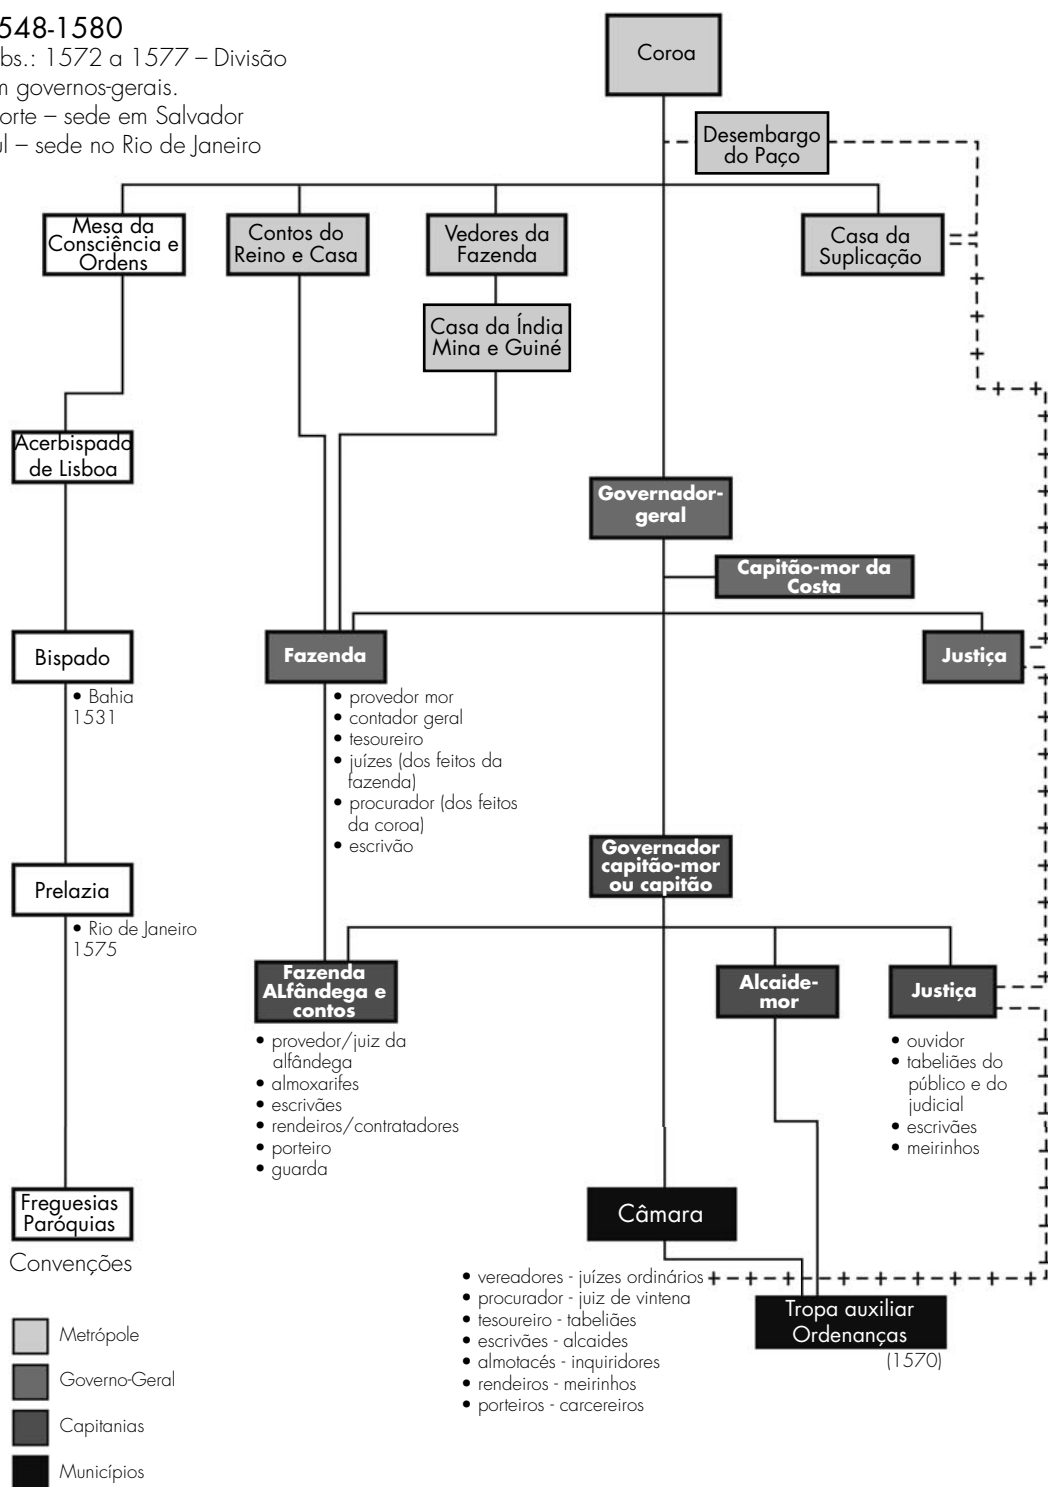 548-1580
bs.: 1572 a 1577 – Divisão
m governos-gerais.
orte – sede em Salvador
ul – sede no Rio de Janeiro
Coroa
Desembargo
do Paço
Mesa da
Consciência e
Ordens
Contos do
Reino e Casa
Vedores da
Fazenda
Casa da
Suplicação
Casa da Índia
Mina e Guiné
Acerbispado
de Lisboa
Governador-
geral
Capitão-mor da
Costa
Bispado
• Bahia
1531
Fazenda
• provedor mor
• contador geral
• tesoureiro
• juízes (dos feitos da
fazenda)
• procurador (dos feitos
da coroa)
• escrivão
Justiça
Governador
capitão-mor
ou capitão
Prelazia
• Rio de Janeiro
1575
Fazenda
ALfândega e
contos
• provedor/juiz da
alfândega
• almoxarifes
• escrivães
• rendeiros/contratadores
• porteiro
• guarda
Alcaide-
mor
Justiça
• ouvidor
• tabeliães do
público e do
judicial
• escrivães
• meirinhos
Freguesias
Paróquias
Câmara
• vereadores - juízes ordinários
• procurador - juiz de vintena
• tesoureiro - tabeliães
• escrivães - alcaides
• almotacés - inquiridores
• rendeiros - meirinhos
• porteiros - carcereiros
Tropa auxiliar
Ordenanças
(1570)
Convenções
Metrópole
Governo-Geral
Capitanias
Municípios